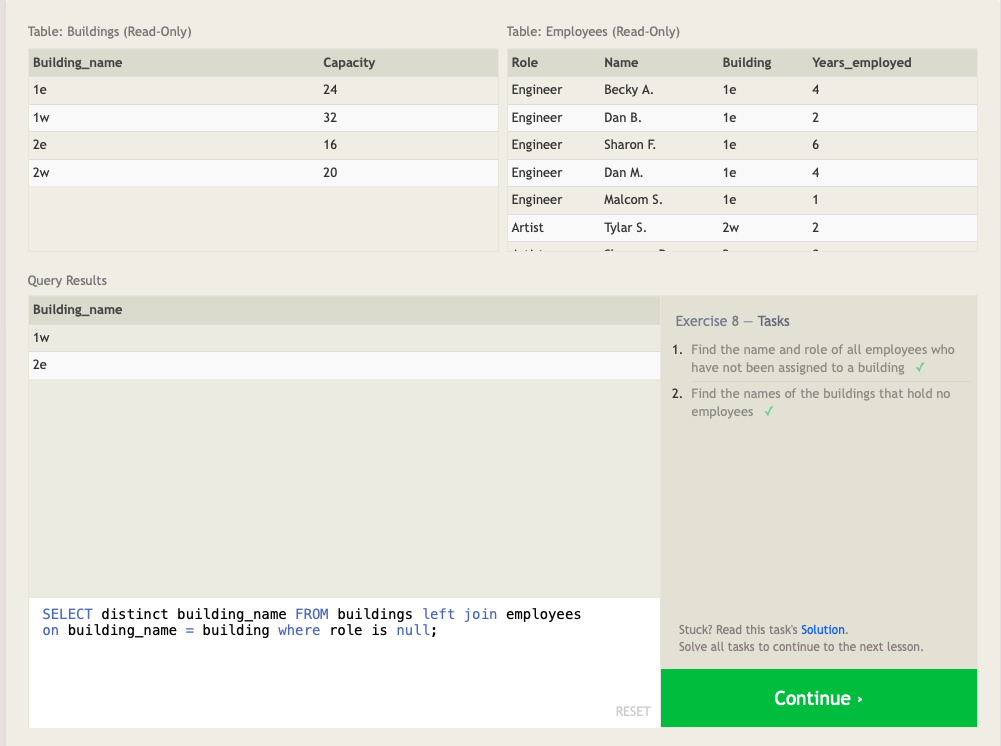 Table: Buildings (Read-Only)
Building_name Capacity
1e 24
1w 32
2e 16
2w 20
Table: Employees (Read-Only)
Role Name Building Years_employed
Engineer Becky A. 1e 4
Engineer Dan B. 1e 2
Engineer Sharon F. 1e 6
Engineer Dan M. 1e 4
Engineer Malcom S. 1e 1
Artist Tylar S. 2w 2
Query Results
Building_name
1w
2e
SELECT distinct building_name FROM buildings left join employees
on building_name = building where role is null;
RESET
Exercise 8 — Tasks
1. Find the name and role of all employees who
have not been assigned to a building ✓
2. Find the names of the buildings that hold no
employees ✓
Stuck? Read this task's Solution.
Solve all tasks to continue to the next lesson.
Continue ›